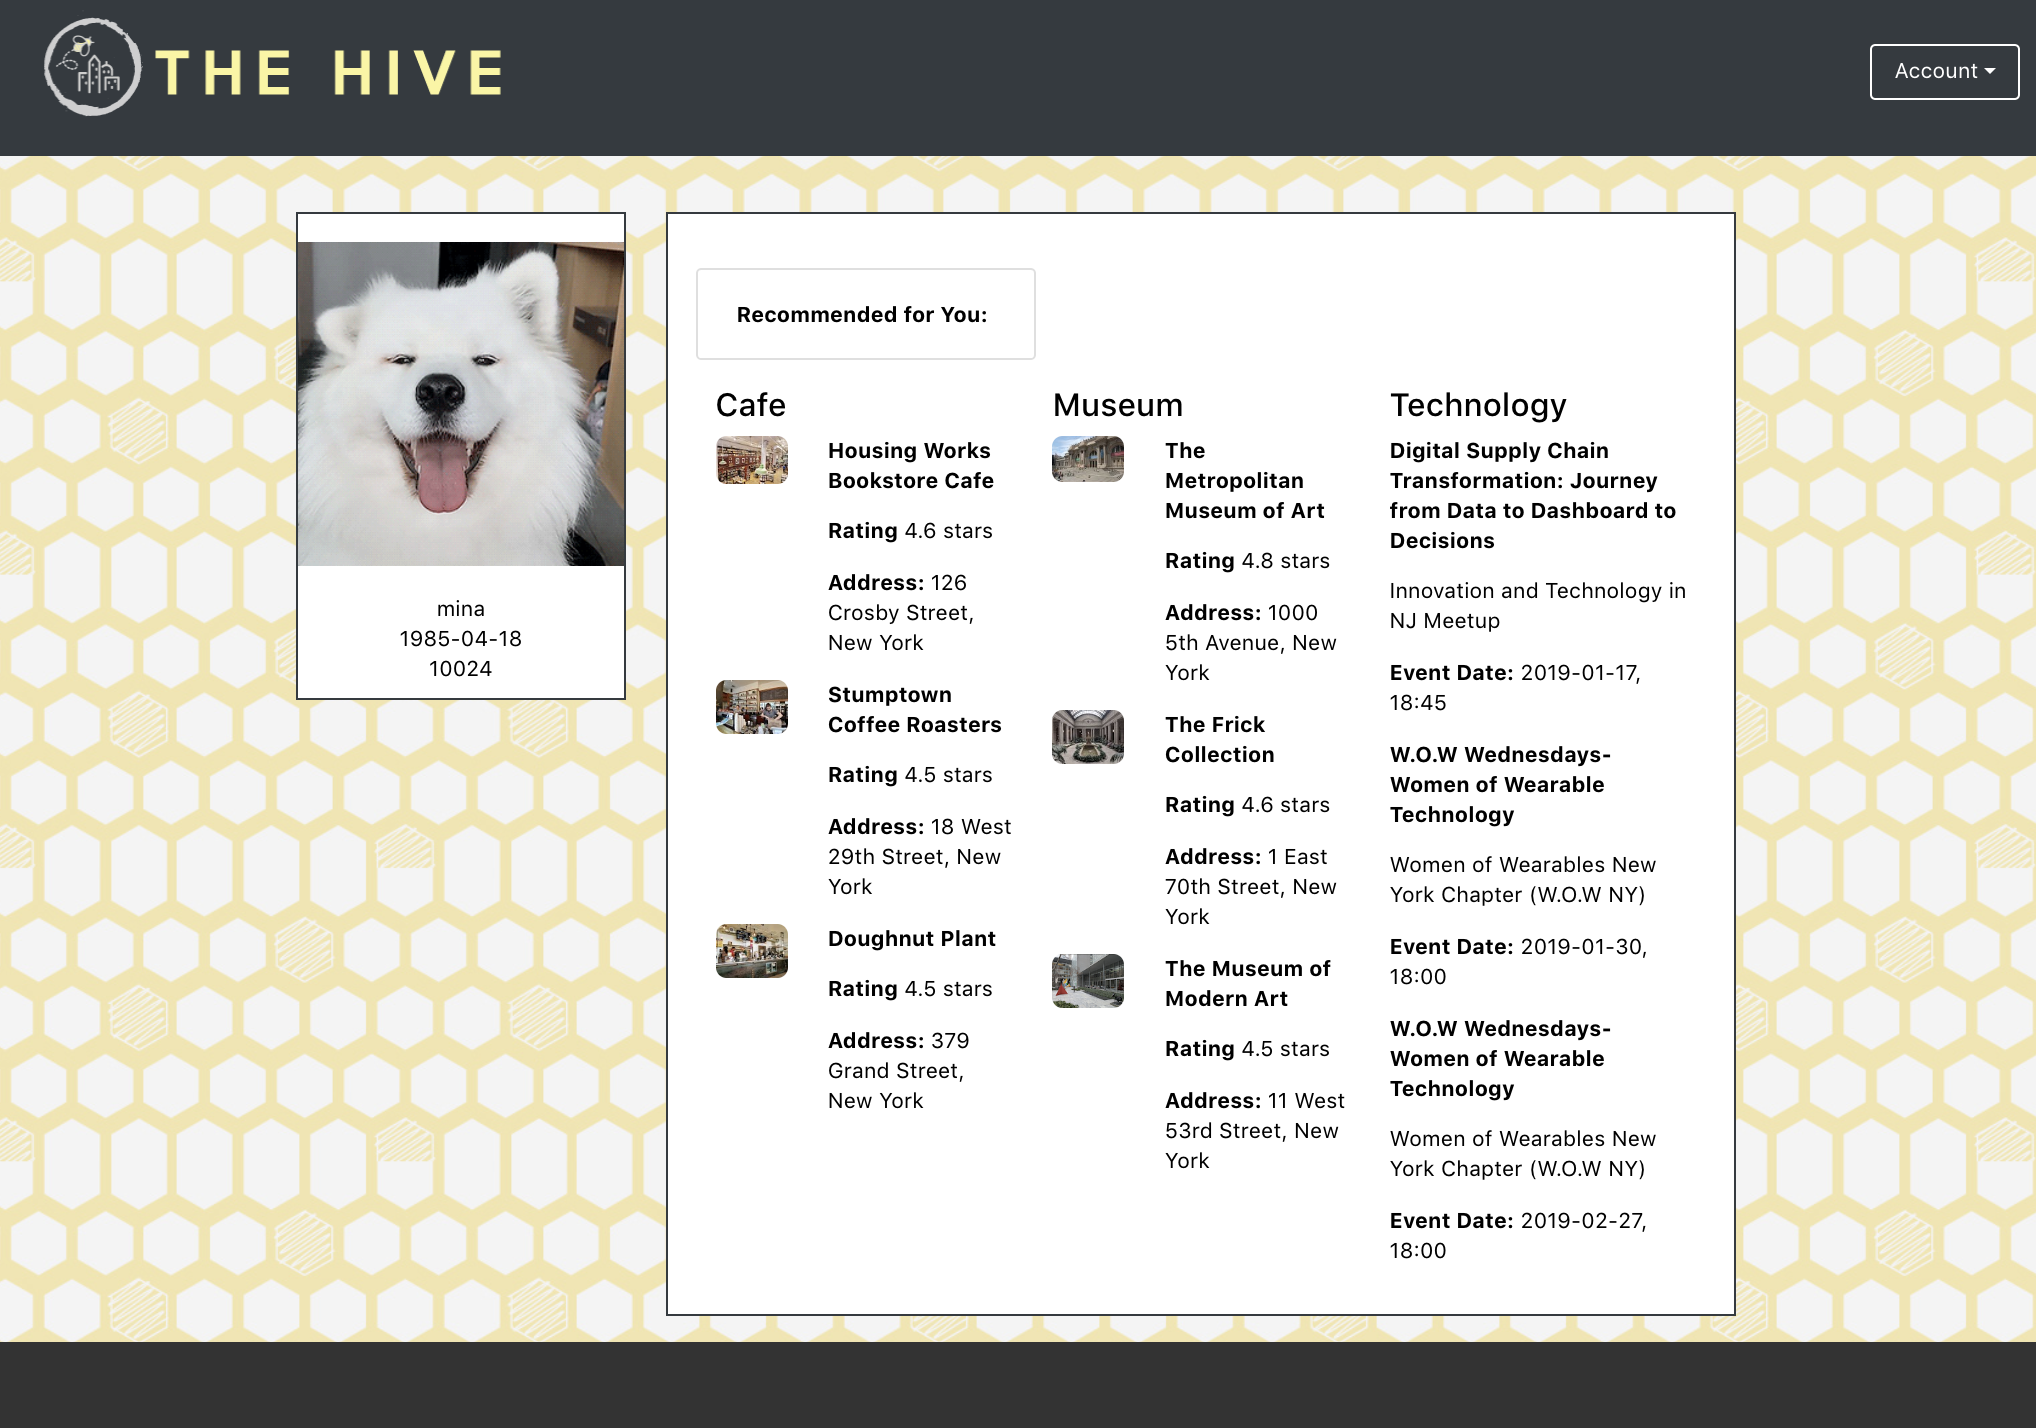 THE HIVE
Account
mina
1985-04-18
10024
Recommended for You:
Cafe
Housing Works
Bookstore Cafe
Rating 4.6 stars
Address: 126
Crosby Street,
New York
Stumptown
Coffee Roasters
Rating 4.5 stars
Address: 18 West
29th Street, New
York
Doughnut Plant
Rating 4.5 stars
Address: 379
Grand Street,
New York
Museum
The
Metropolitan
Museum of Art
Rating 4.8 stars
Address: 1000
5th Avenue, New
York
The Frick
Collection
Rating 4.6 stars
Address: 1 East
70th Street, New
York
The Museum of
Modern Art
Rating 4.5 stars
Address: 11 West
53rd Street, New
York
Technology
Digital Supply Chain
Transformation: Journey
from Data to Dashboard to
Decisions
Innovation and Technology in
NJ Meetup
Event Date: 2019-01-17,
18:45
W.O.W Wednesdays-
Women of Wearable
Technology
Women of Wearables New
York Chapter (W.O.W NY)
Event Date: 2019-01-30,
18:00
W.O.W Wednesdays-
Women of Wearable
Technology
Women of Wearables New
York Chapter (W.O.W NY)
Event Date: 2019-02-27,
18:00